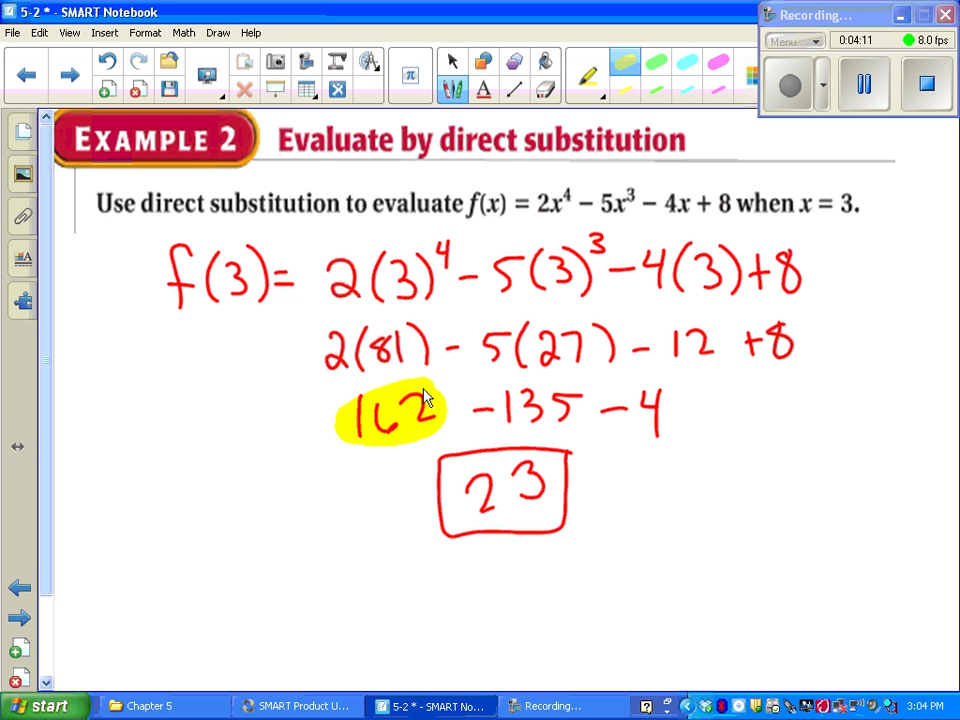 5-2 * - SMART Notebook
Recording...
File Edit View Insert Format Math Draw Help
Menu 00:04:11 8.0 fps
EXAMPLE 2 Evaluate by direct substitution
Use direct substitution to evaluate f(x) = 2x⁴ − 5x³ − 4x + 8 when x = 3.
f(3) = 2(3)⁴ − 5(3)³ − 4(3) + 8
2(81) − 5(27) − 12 + 8
162 − 135 − 4
23
start Chapter 5 SMART Product U... 5-2 * - SMART No... Recording... 3:04 PM